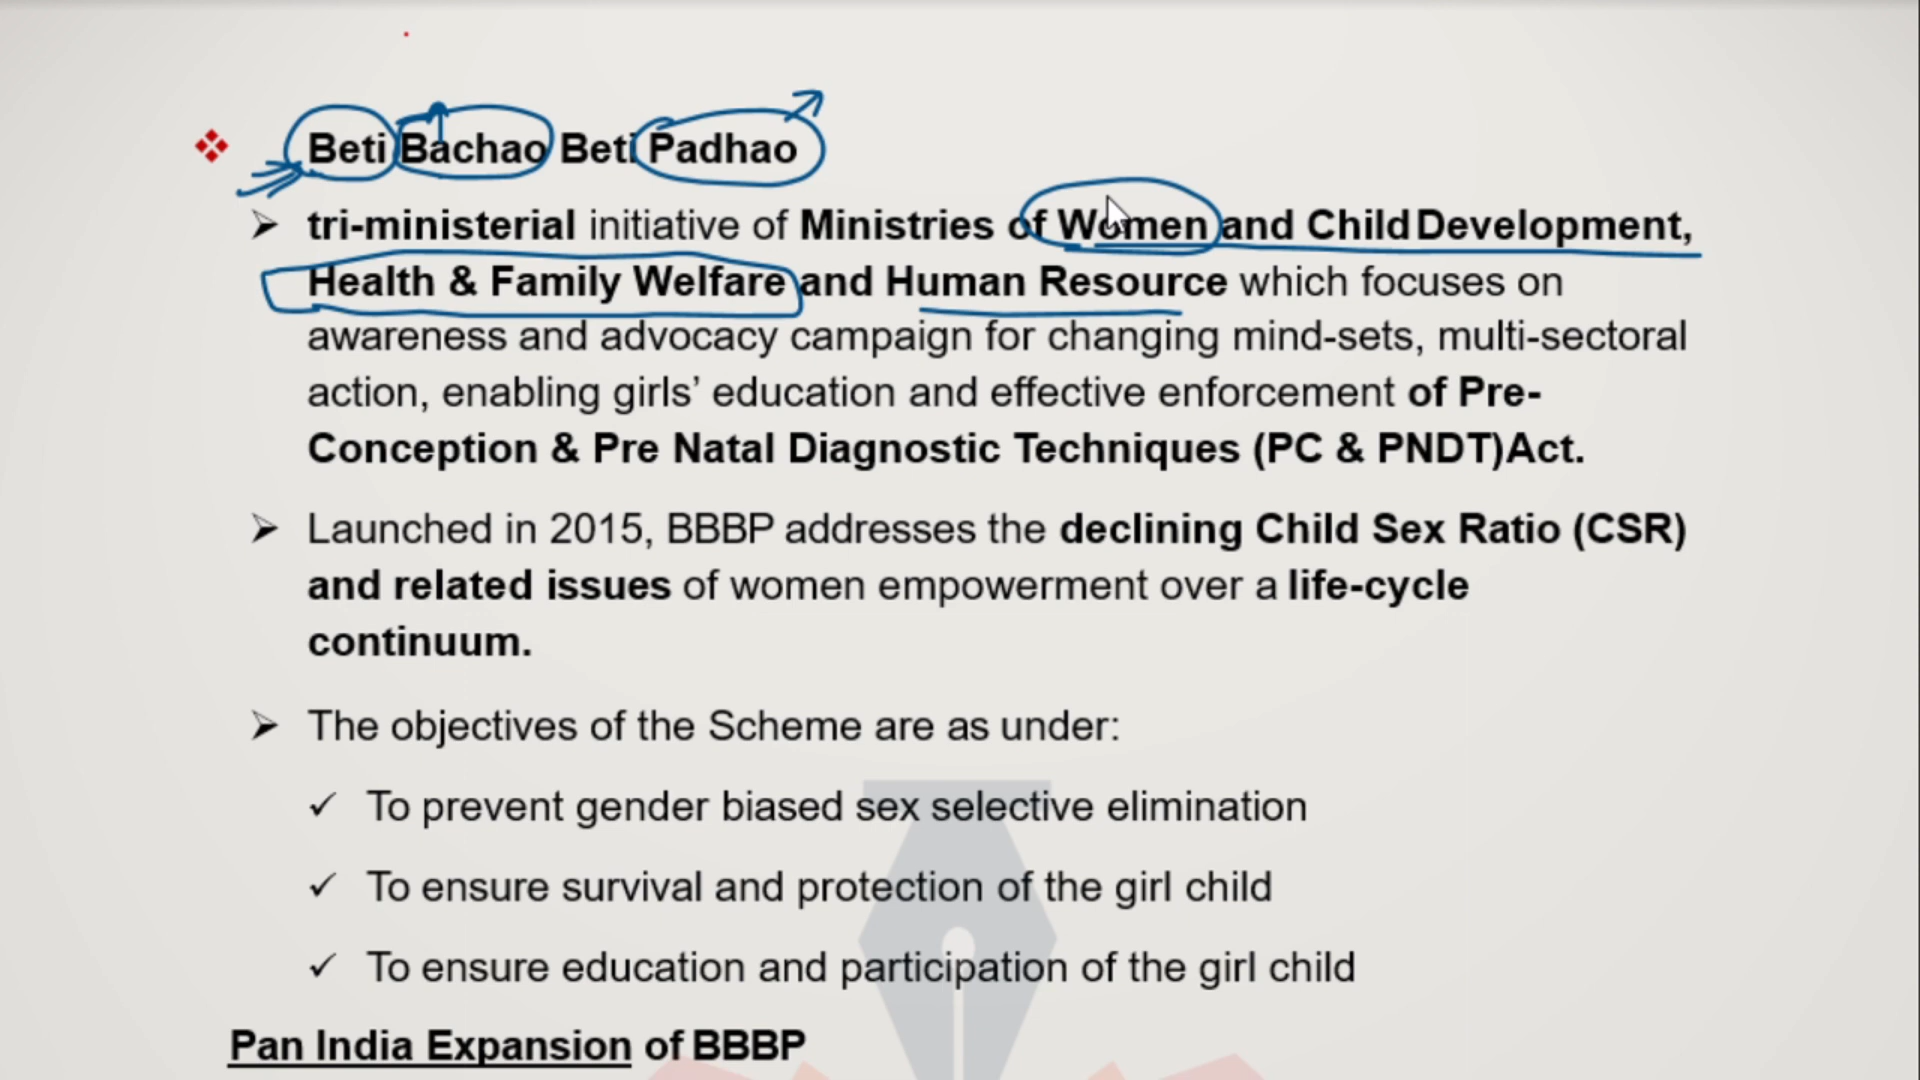 Beti Bachao Beti Padhao
tri-ministerial initiative of Ministries of Women and Child Development,
Health & Family Welfare and Human Resource which focuses on
awareness and advocacy campaign for changing mind-sets, multi-sectoral
action, enabling girls’ education and effective enforcement of Pre-
Conception & Pre Natal Diagnostic Techniques (PC & PNDT)Act.
Launched in 2015, BBBP addresses the declining Child Sex Ratio (CSR)
and related issues of women empowerment over a life-cycle
continuum.
The objectives of the Scheme are as under:
To prevent gender biased sex selective elimination
To ensure survival and protection of the girl child
To ensure education and participation of the girl child
Pan India Expansion of BBBP